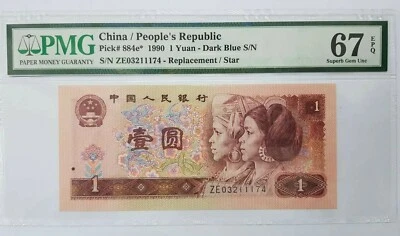 PMG
PAPER MONEY GUARANTY
China / People's Republic
Pick# 884e* 1990 1 Yuan - Dark Blue S/N
S/N ZE03211174 - Replacement / Star
67 EPQ
Superb Gem Unc
中国人民银行
1
壹圆
1
ZE03211174
1